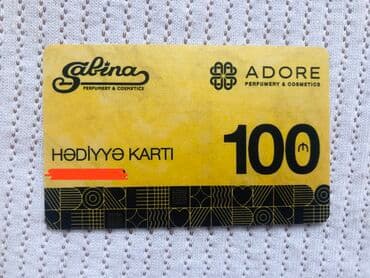 Sabina
PERFUMERY & COSMETICS
ADORE
PERFUMERY & COSMETICS
HƏDİYYƏ KARTI
100 ₼